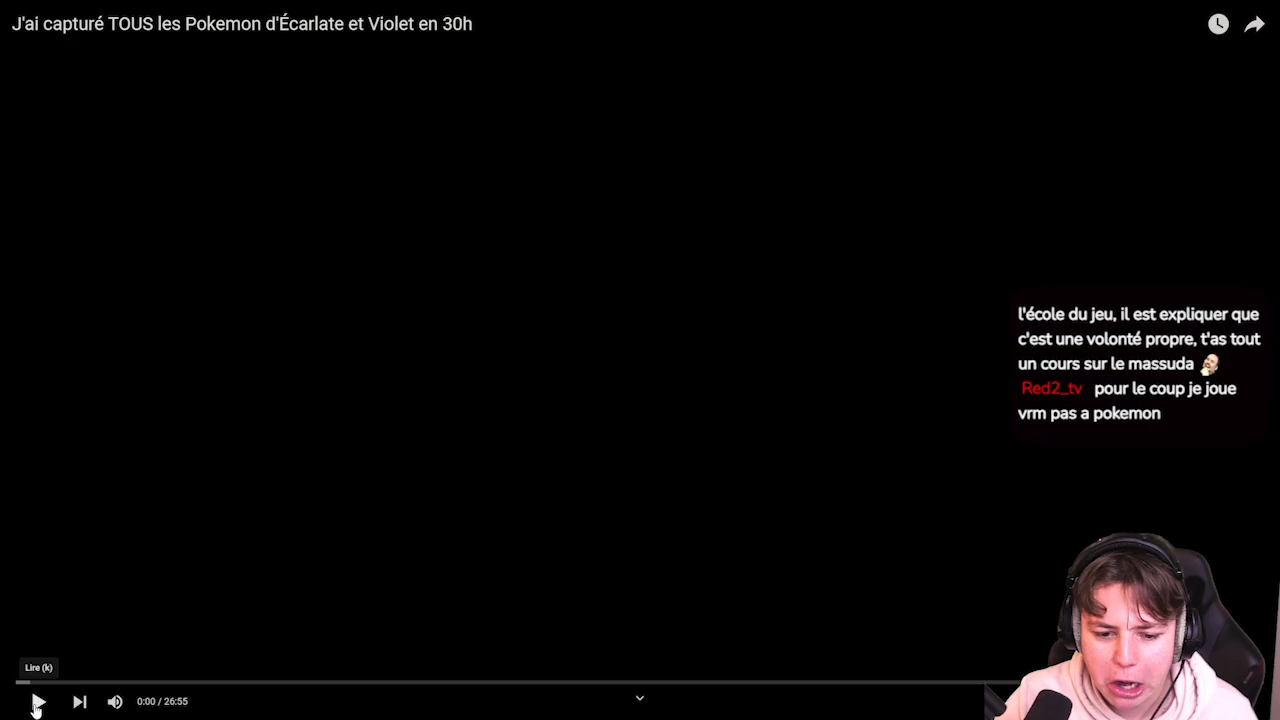 J'ai capturé TOUS les Pokemon d'Écarlate et Violet en 30h
l'école du jeu, il est expliquer que
c'est une volonté propre, t'as tout
un cours sur le massuda
Red2_tv pour le coup je joue
vrm pas a pokemon
Lire (k)
0:00 / 26:55